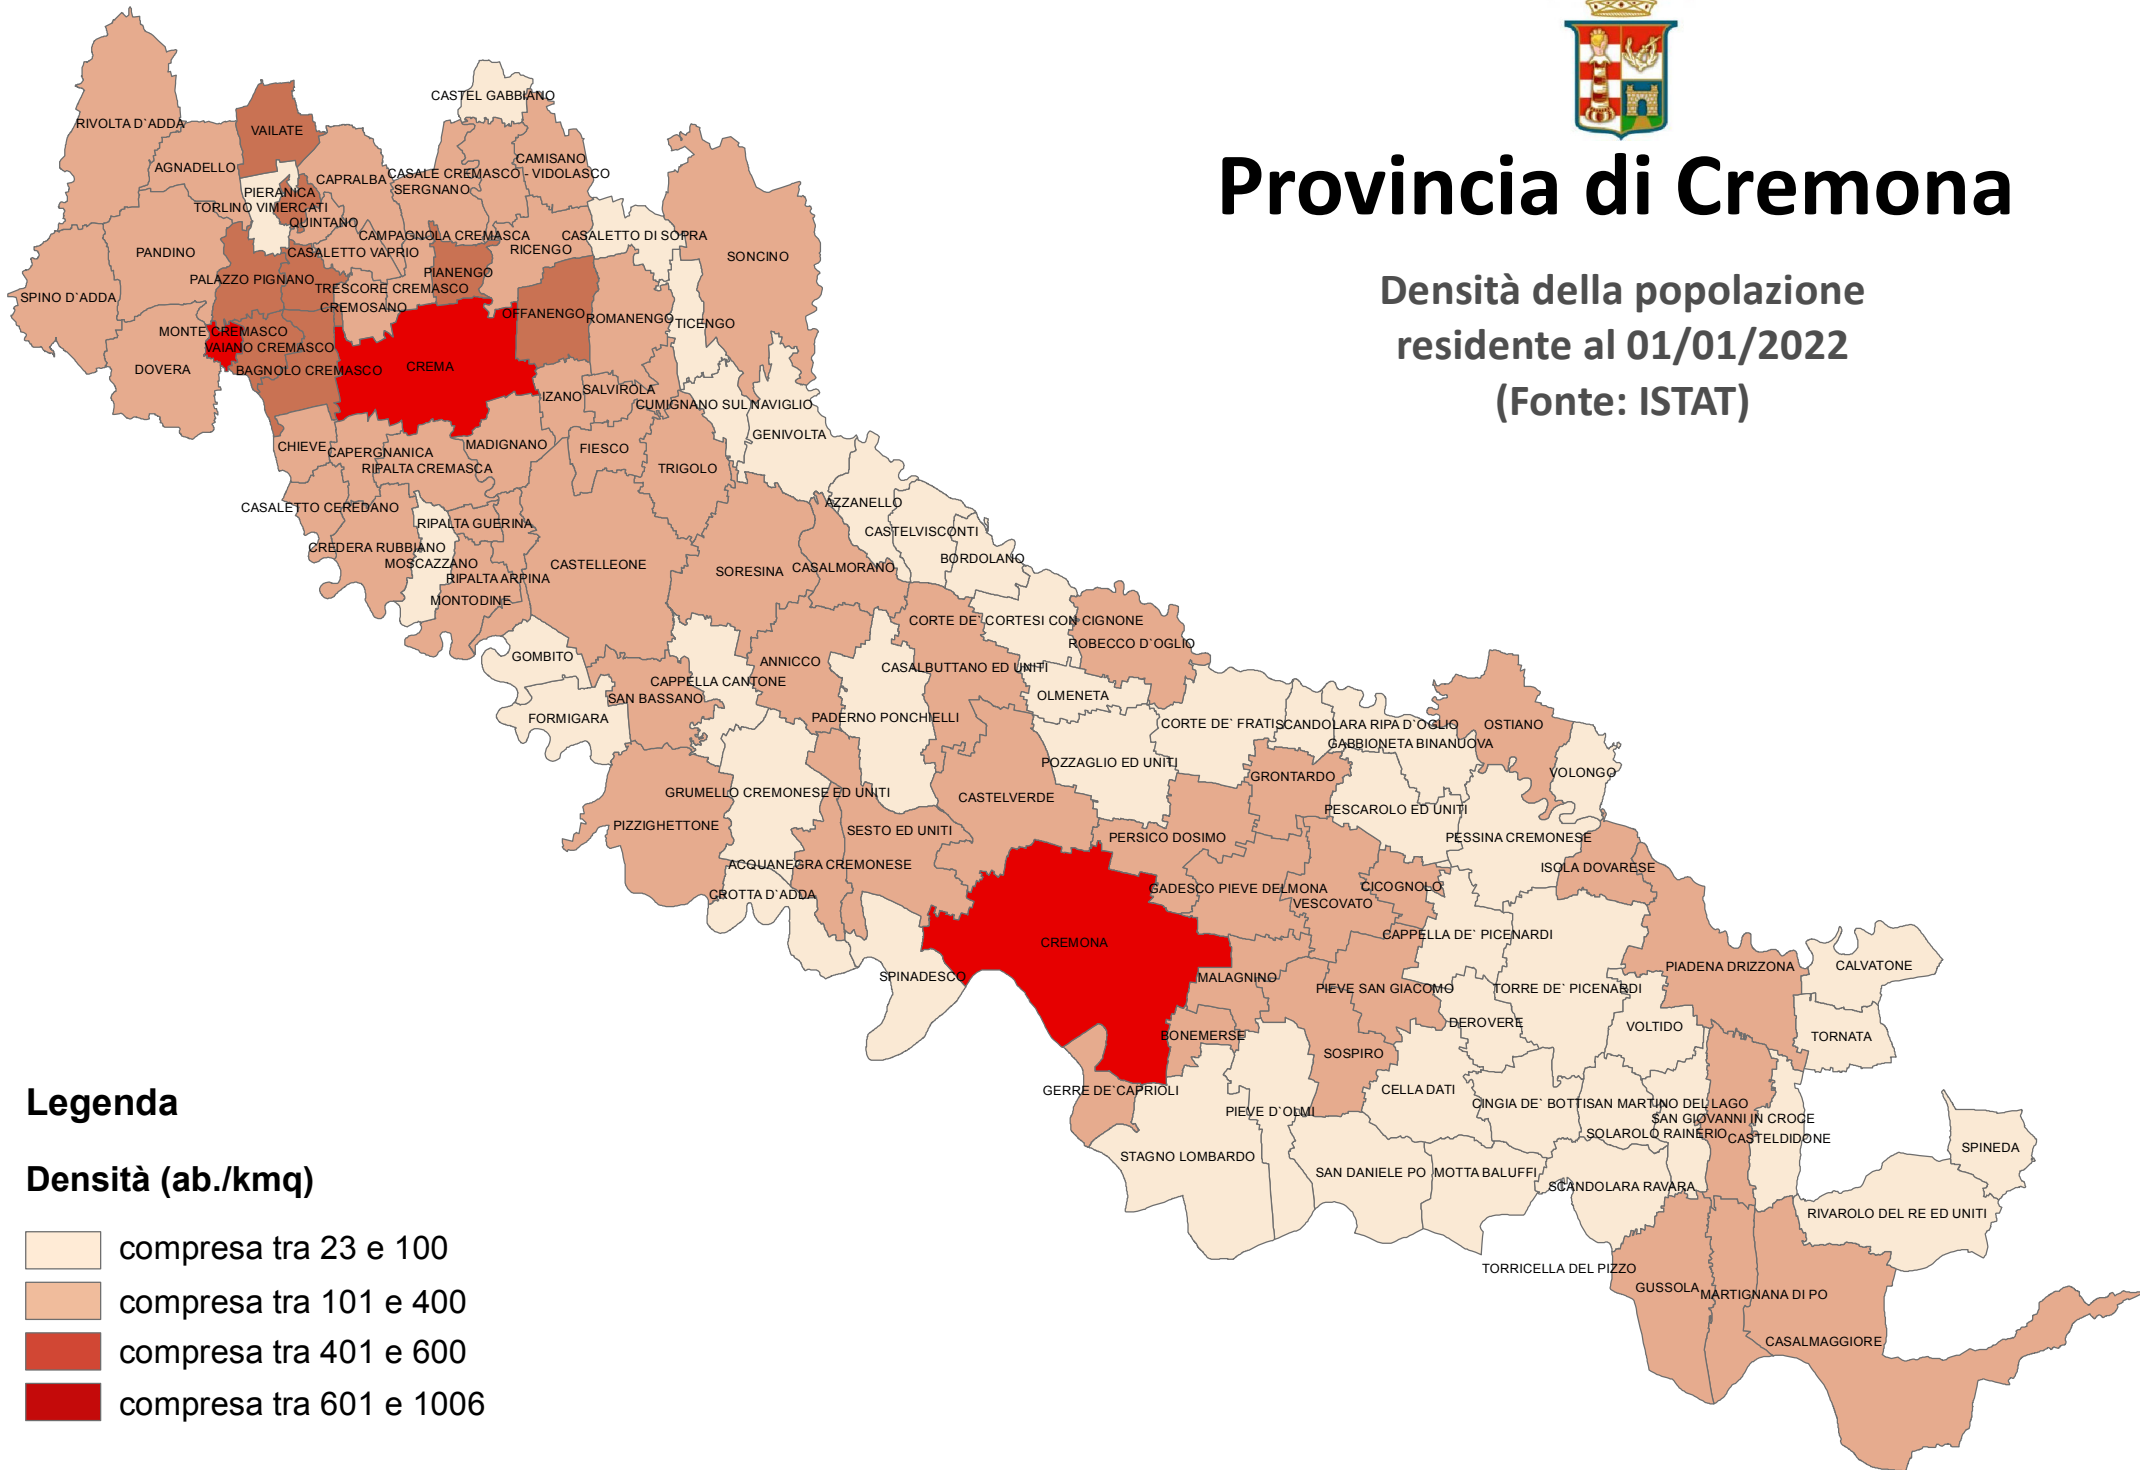 Provincia di Cremona
Densità della popolazione
residente al 01/01/2022
(Fonte: ISTAT)
CASTEL GABBIANO
RIVOLTA D`ADDA
VAILATE
AGNADELLO
CAMISANO
CASALE CREMASCO - VIDOLASCO
CAPRALBA
SERGNANO
PIERANICA
TORLINO VIMERCATI
QUINTANO
CAMPAGNOLA CREMASCA
CASALETTO DI SOPRA
RICENGO
PANDINO
CASALETTO VAPRIO
SONCINO
PIANENGO
PALAZZO PIGNANO
TRESCORE CREMASCO
SPINO D`ADDA
CREMOSANO
OFFANENGO
ROMANENGO
TICENGO
MONTE CREMASCO
VAIANO CREMASCO
DOVERA
BAGNOLO CREMASCO
CREMA
IZANO
SALVIROLA
CUMIGNANO SUL NAVIGLIO
GENIVOLTA
CHIEVE
CAPERGNANICA
MADIGNANO
FIESCO
RIPALTA CREMASCA
TRIGOLO
CASALETTO CEREDANO
AZZANELLO
RIPALTA GUERINA
CASTELVISCONTI
CREDERA RUBBIANO
MOSCAZZANO
CASTELLEONE
BORDOLANO
SORESINA
CASALMORANO
RIPALTA ARPINA
MONTODINE
CORTE DE` CORTESI CON CIGNONE
ROBECCO D`OGLIO
GOMBITO
ANNICCO
CASALBUTTANO ED UNITI
CAPPELLA CANTONE
SAN BASSANO
OLMENETA
FORMIGARA
PADERNO PONCHIELLI
CORTE DE` FRATI
SCANDOLARA RIPA D`OGLIO
OSTIANO
GABBIONETA BINANUOVA
POZZAGLIO ED UNITI
GRONTARDO
VOLONGO
GRUMELLO CREMONESE ED UNITI
CASTELVERDE
PESCAROLO ED UNITI
PIZZIGHETTONE
SESTO ED UNITI
PERSICO DOSIMO
PESSINA CREMONESE
ACQUANEGRA CREMONESE
ISOLA DOVARESE
CROTTA D`ADDA
GADESCO PIEVE DELMONA
CICOGNOLO
VESCOVATO
CREMONA
CAPPELLA DE` PICENARDI
SPINADESCO
MALAGNINO
PIADENA DRIZZONA
CALVATONE
PIEVE SAN GIACOMO
TORRE DE` PICENARDI
DEROVERE
VOLTIDO
BONEMERSE
TORNATA
SOSPIRO
GERRE DE`CAPRIOLI
CELLA DATI
PIEVE D`OLMI
CINGIA DE` BOTTI
SAN MARTINO DEL LAGO
SAN GIOVANNI IN CROCE
SOLAROLO RAINERIO
CASTELDIDONE
SPINEDA
STAGNO LOMBARDO
SAN DANIELE PO
MOTTA BALUFFI
SCANDOLARA RAVARA
RIVAROLO DEL RE ED UNITI
TORRICELLA DEL PIZZO
GUSSOLA
MARTIGNANA DI PO
CASALMAGGIORE
Legenda
Densità (ab./kmq)
compresa tra 23 e 100
compresa tra 101 e 400
compresa tra 401 e 600
compresa tra 601 e 1006